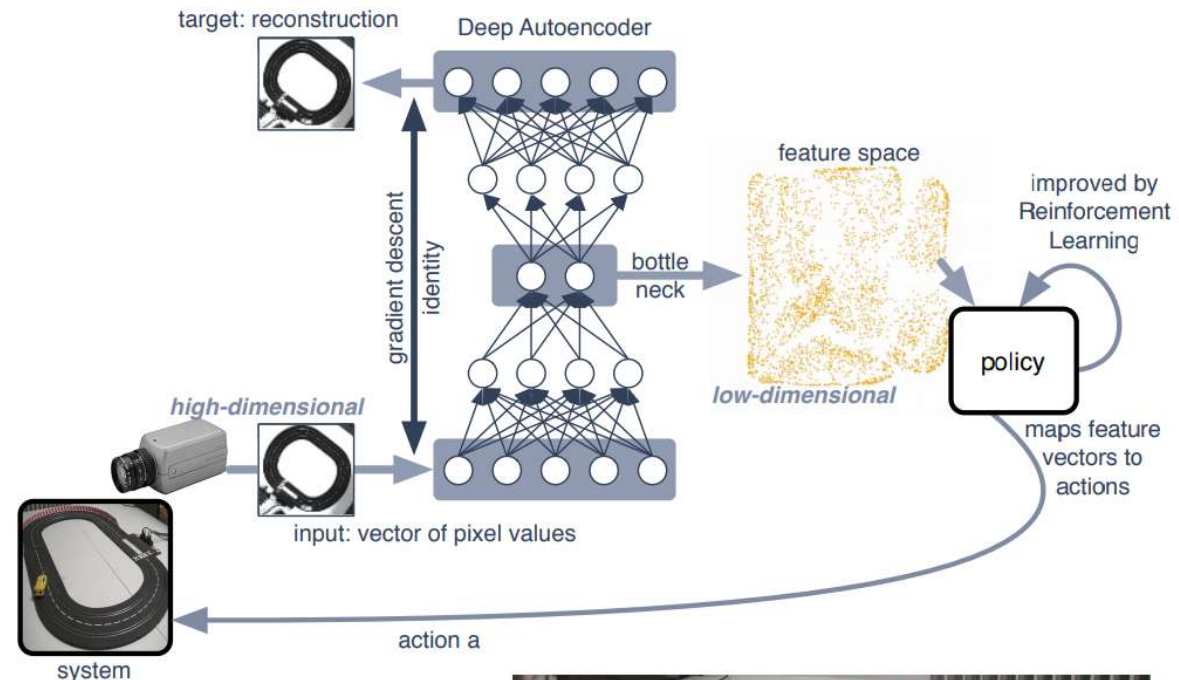 target: reconstruction
Deep Autoencoder
feature space
improved by
Reinforcement
Learning
gradient descent
identity
bottle
neck
policy
high-dimensional
low-dimensional
maps feature
vectors to
actions
input: vector of pixel values
action a
system